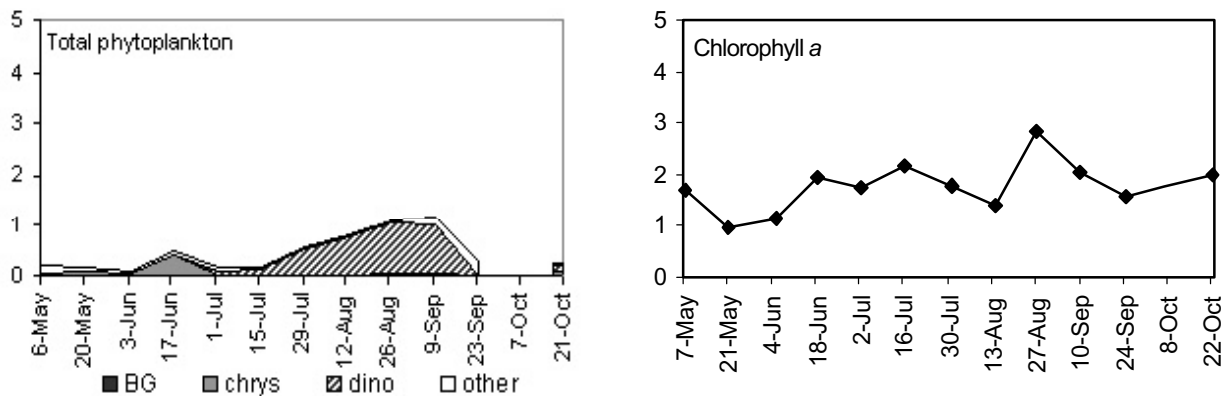 Total phytoplankton
5
4
3
2
1
0
6-May
20-May
3-Jun
17-Jun
1-Jul
15-Jul
29-Jul
12-Aug
26-Aug
9-Sep
23-Sep
7-Oct
21-Oct
BG chrys dino other
Chlorophyll a
5
4
3
2
1
0
7-May
21-May
4-Jun
18-Jun
2-Jul
16-Jul
30-Jul
13-Aug
27-Aug
10-Sep
24-Sep
8-Oct
22-Oct